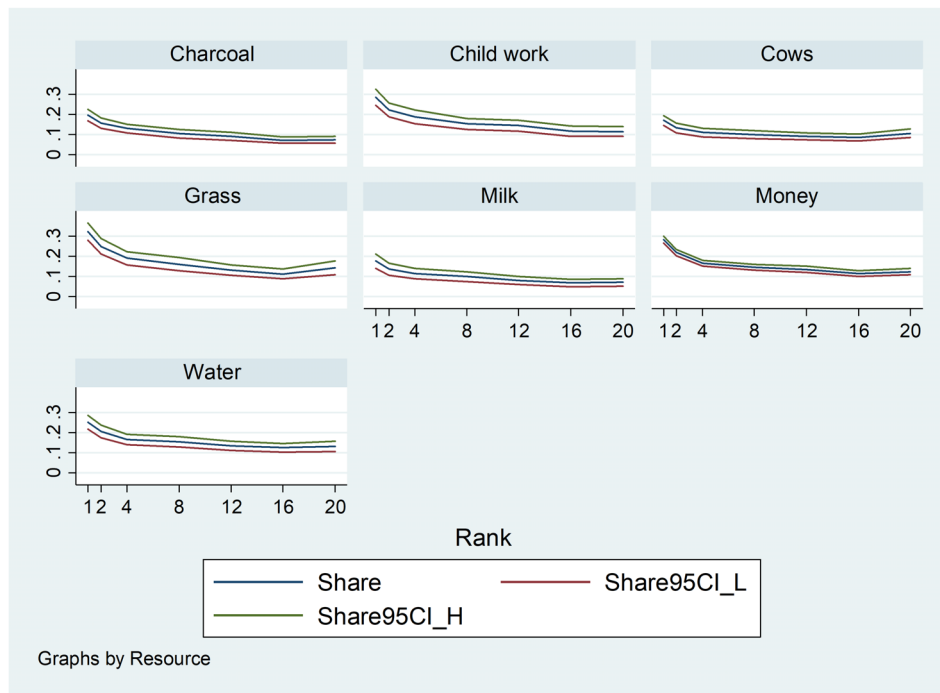 Charcoal
Child work
Cows
0 .1 .2 .3
Grass
Milk
Money
0 .1 .2 .3
1 2 4 8 12 16 20
1 2 4 8 12 16 20
Water
0 .1 .2 .3
1 2 4 8 12 16 20
Rank
Share
Share95CI_L
Share95CI_H
Graphs by Resource